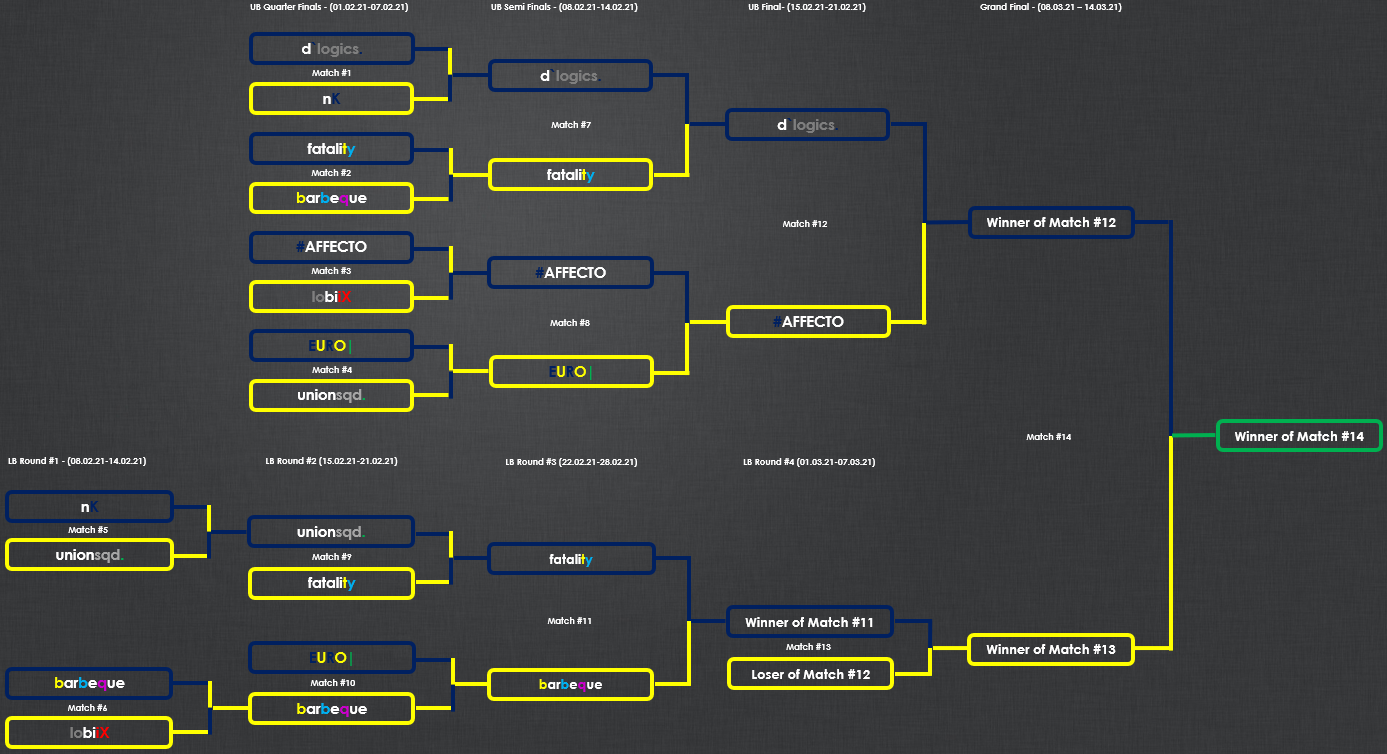 UB Quarter Finals - (01.02.21-07.02.21)
UB Semi Finals - (08.02.21-14.02.21)
UB Final- (15.02.21-21.02.21)
Grand Final - (08.03.21 – 14.03.21)
d`logics.
Match #1
nK
fatality
Match #2
barbeque
#AFFECTO
Match #3
lobiiX
EURO|
Match #4
unionsqd.
d`logics.
Match #7
fatality
#AFFECTO
Match #8
EURO|
d`logics.
Match #12
#AFFECTO
Winner of Match #12
Match #14
Winner of Match #14
LB Round #1 - (08.02.21-14.02.21)
LB Round #2 (15.02.21-21.02.21)
LB Round #3 (22.02.21-28.02.21)
LB Round #4 (01.03.21-07.03.21)
nK
Match #5
unionsqd.
barbeque
Match #6
lobiiX
unionsqd.
Match #9
fatality
EURO|
Match #10
barbeque
fatality
Match #11
barbeque
Winner of Match #11
Match #13
Loser of Match #12
Winner of Match #13